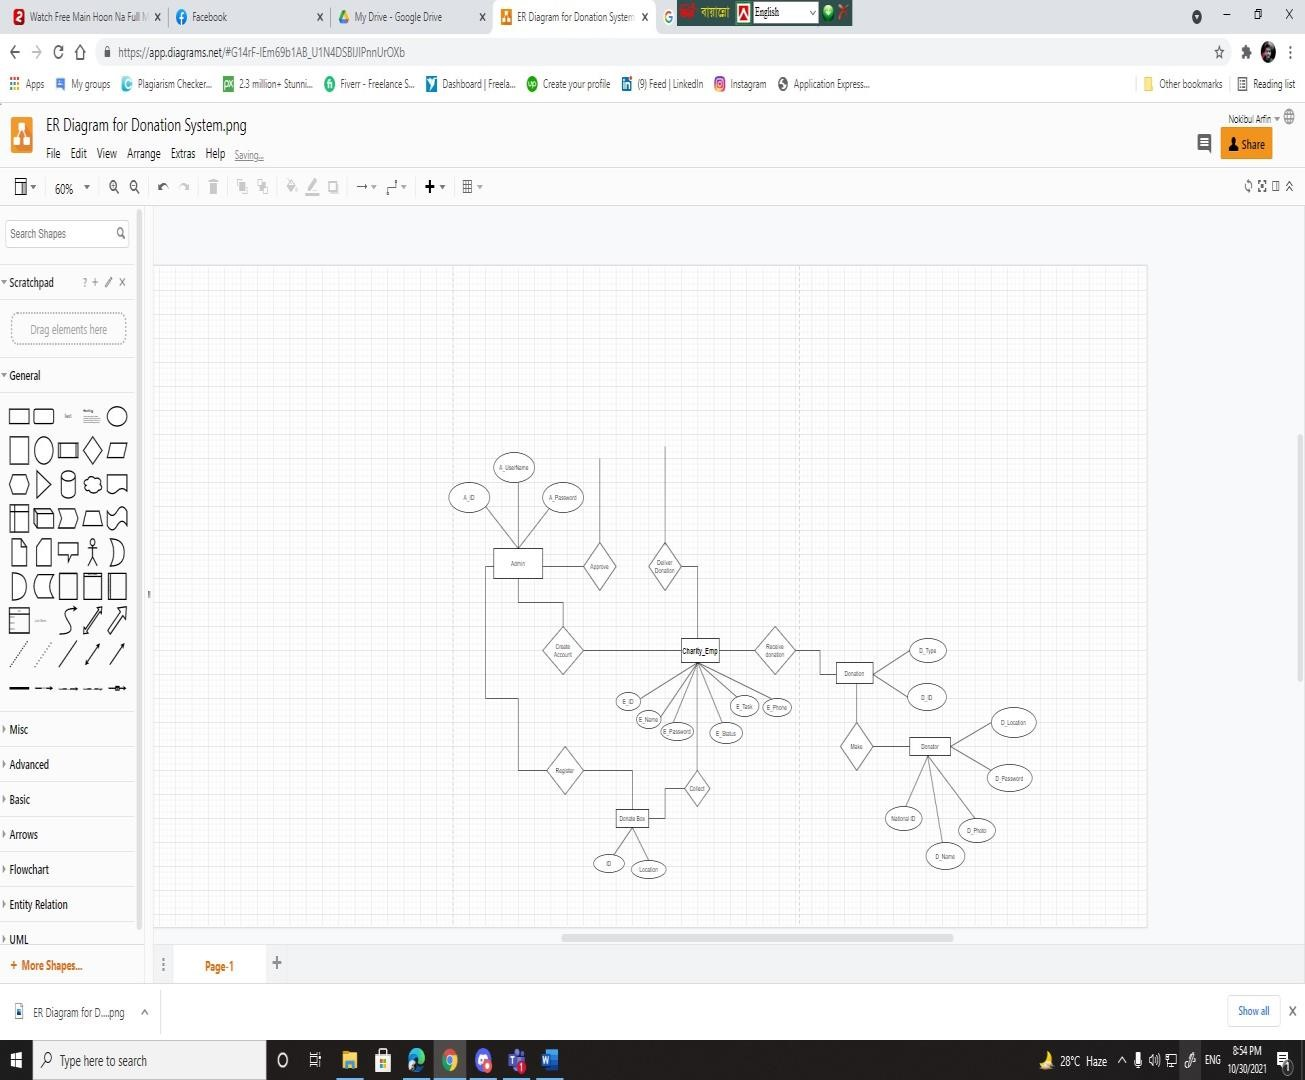 Watch Free Main Hoon Na Full M
Facebook
My Drive - Google Drive
ER Diagram for Donation System
English
https://app.diagrams.net/#G14rF-IEm69b1AB_U1N4DSBIJIPnnUrOXb
Apps
My groups
Plagiarism Checker...
2.3 million+ Stunni...
Fiverr - Freelance S...
Dashboard | Freela...
Create your profile
(9) Feed | LinkedIn
Instagram
Application Express...
Other bookmarks
Reading list
ER Diagram for Donation System.png
Nokibul Arfin
File Edit View Arrange Extras Help Saving...
Share
60%
Search Shapes
Scratchpad
Drag elements here
General
A_UserName
A_ID
A_Password
Admin
Approve
Deliver
Donation
Create
Account
Charity_Emp
Receive
donation
Donation
D_Type
D_ID
E_ID
E_Name
E_Password
E_Status
E_Task
E_Phone
D_Location
Make
Donator
D_Password
National ID
D_Photo
D_Name
Register
Collect
Donate Box
ID
Location
Misc
Advanced
Basic
Arrows
Flowchart
Entity Relation
UML
+ More Shapes...
Page-1
ER Diagram for D....png
Show all
Type here to search
28°C Haze
ENG
8:54 PM
10/30/2021